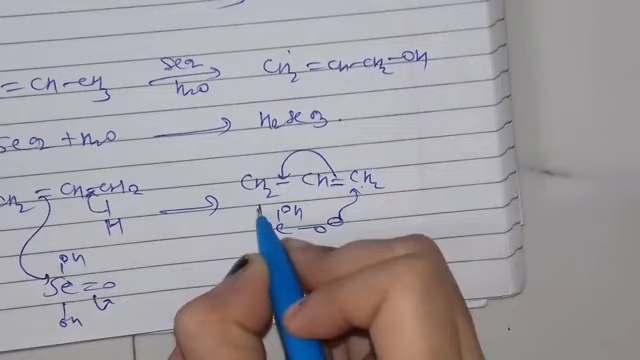 = CH-CH3 SeO2 H2O CH2=CH-CH2-OH
SeO2 + H2O → H2SeO3.
CH2=CH-CH2 → CH2-CH=CH2
H
OH
OH
Se=O
OH